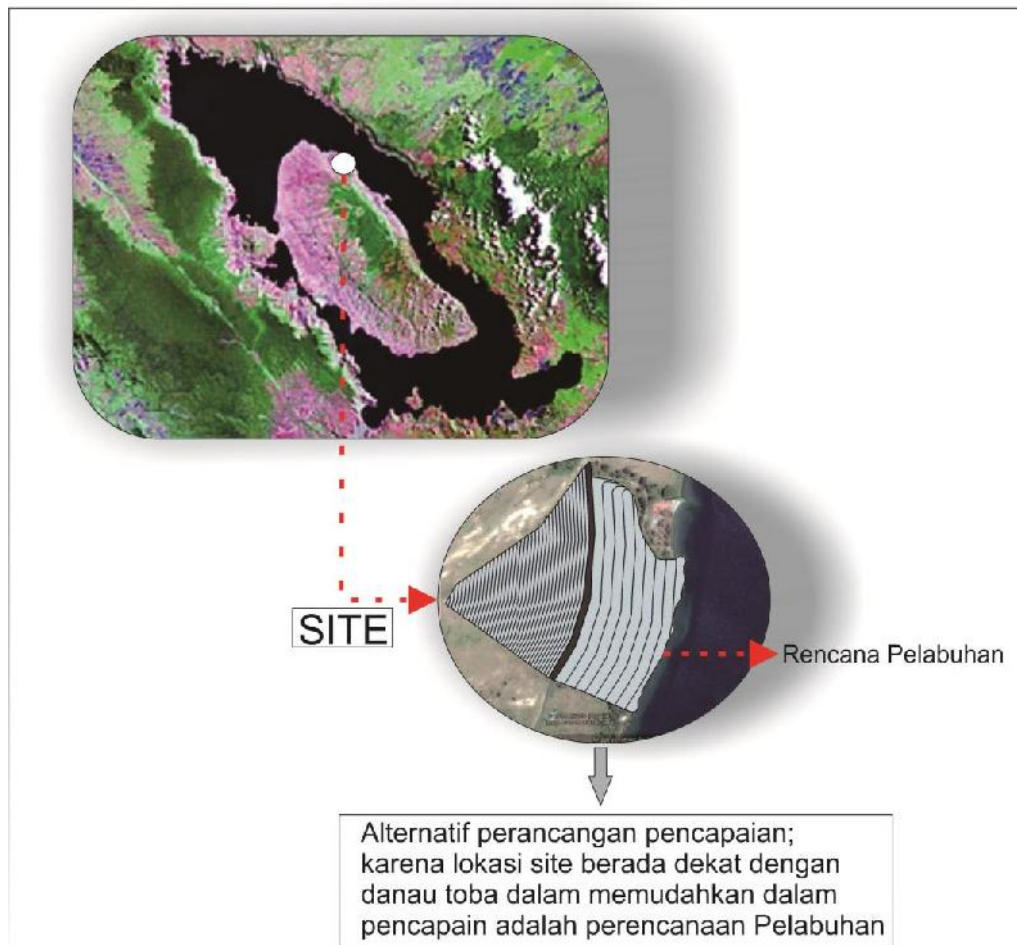 SITE
Rencana Pelabuhan
Alternatif perancangan pencapaian;
karena lokasi site berada dekat dengan
danau toba dalam memudahkan dalam
pencapain adalah perencanaan Pelabuhan